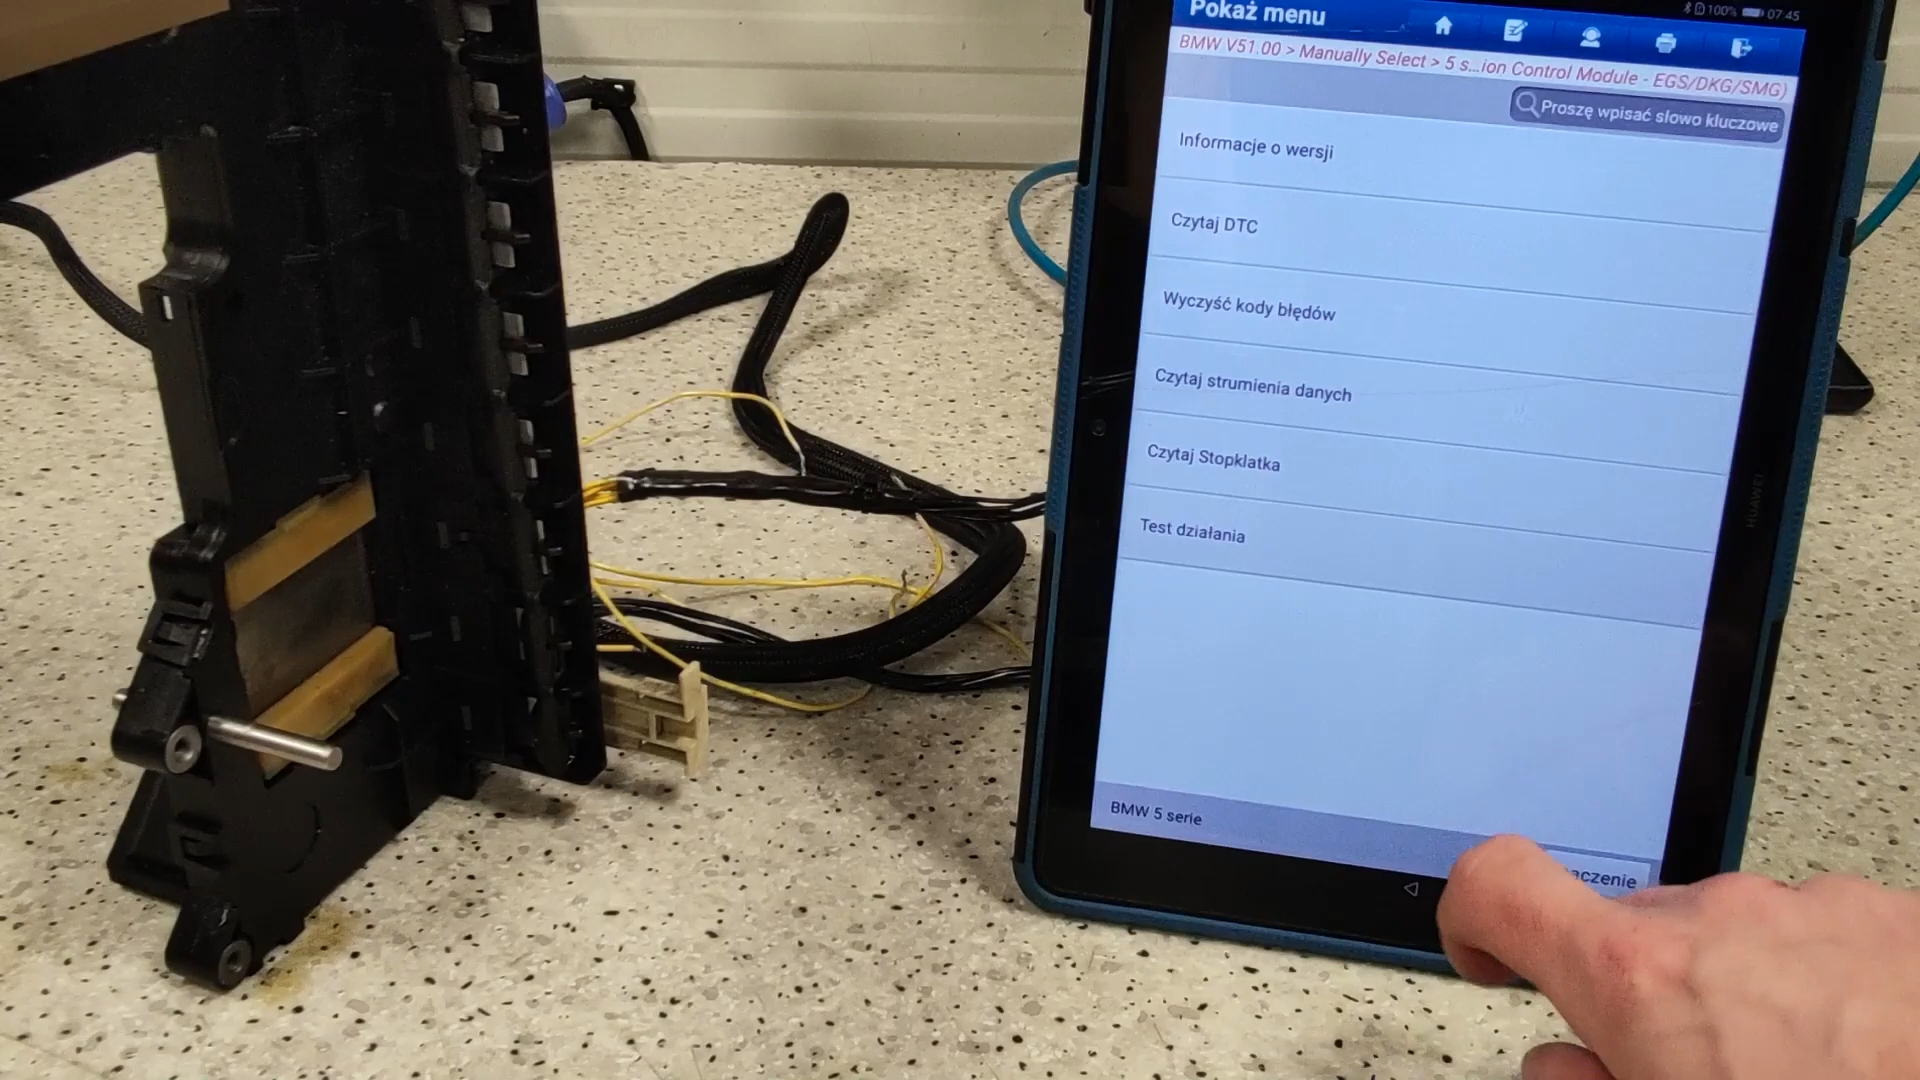 100% 07:45
Pokaż menu
BMW V51.00 > Manually Select > 5 s...ion Control Module - EGS/DKG/SMG)
Proszę wpisać słowo kluczowe
Informacje o wersji
Czytaj DTC
Wyczyść kody błędów
Czytaj strumienia danych
Czytaj Stopklatka
Test działania
BMW 5 serie
aczenie
HUAWEI